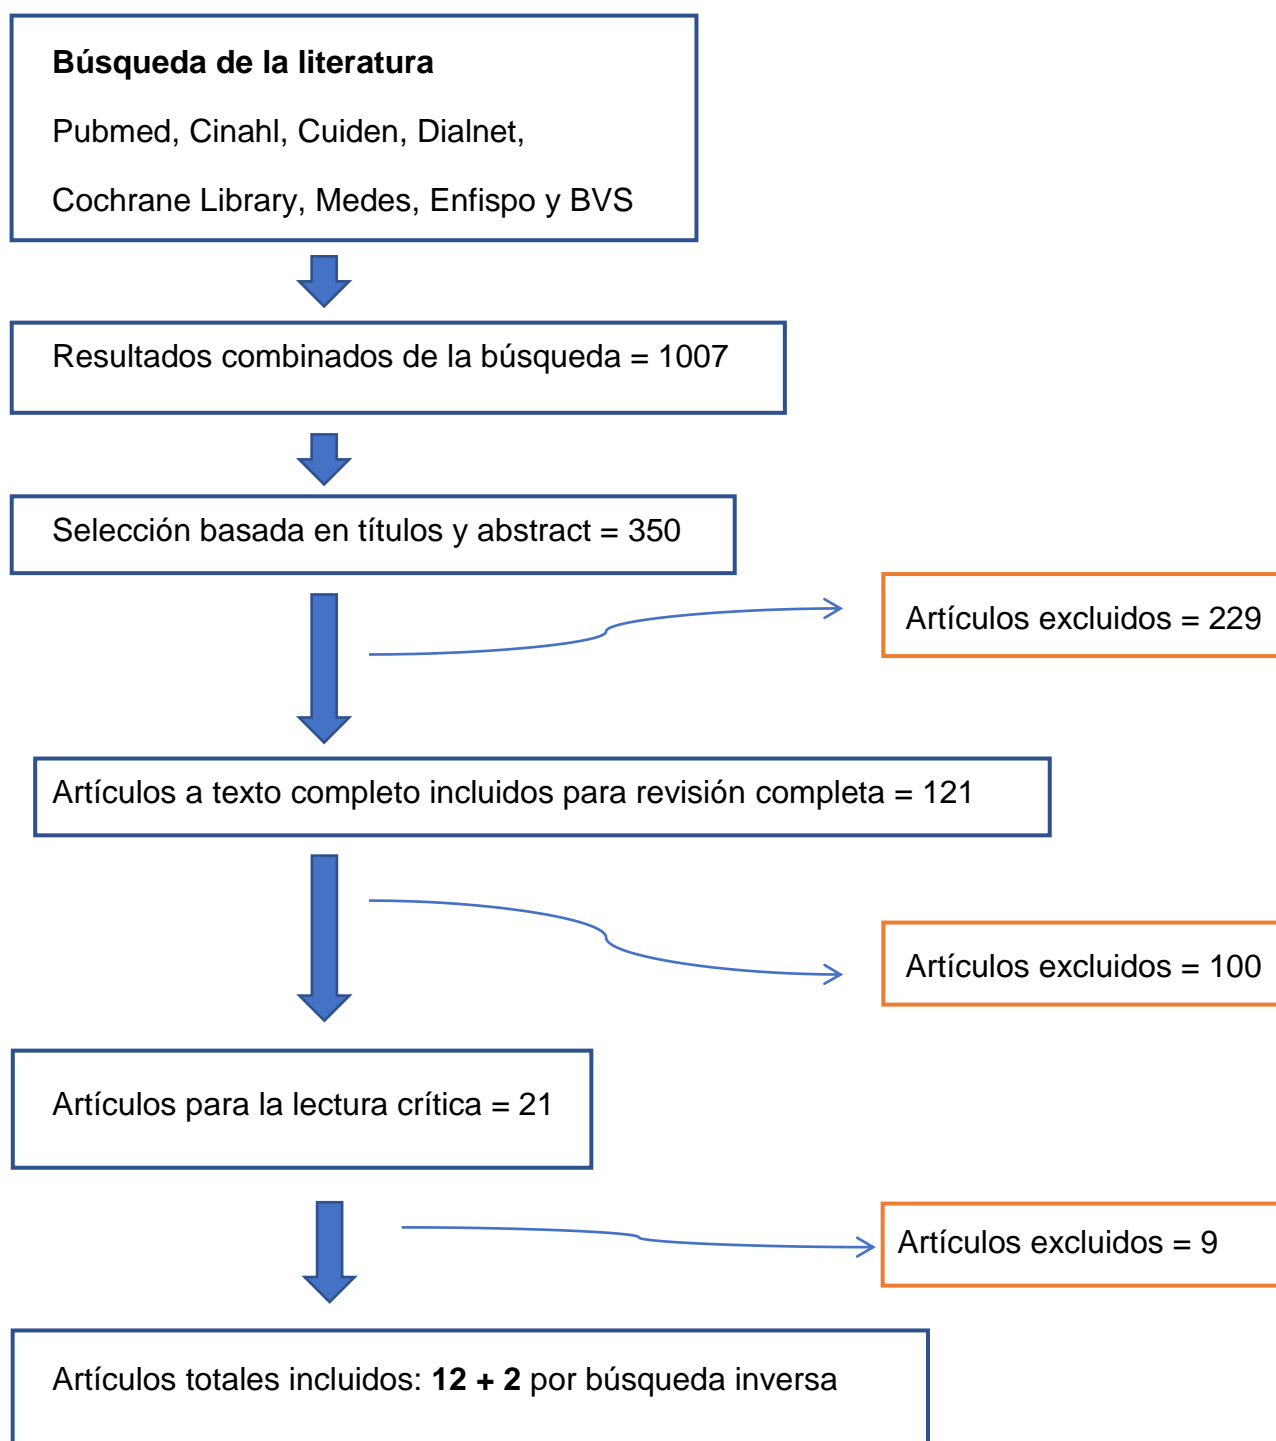 Búsqueda de la literatura
Pubmed, Cinahl, Cuiden, Dialnet,
Cochrane Library, Medes, Enfispo y BVS
Resultados combinados de la búsqueda = 1007
Selección basada en títulos y abstract = 350
Artículos excluidos = 229
Artículos a texto completo incluidos para revisión completa = 121
Artículos excluidos = 100
Artículos para la lectura crítica = 21
Artículos excluidos = 9
Artículos totales incluidos: 12 + 2 por búsqueda inversa